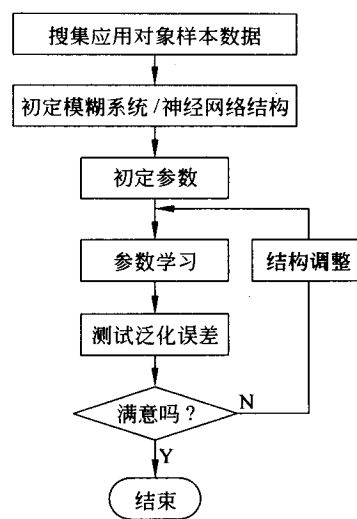 搜集应用对象样本数据
初定模糊系统/神经网络结构
初定参数
参数学习
结构调整
测试泛化误差
满意吗?
N
Y
结束